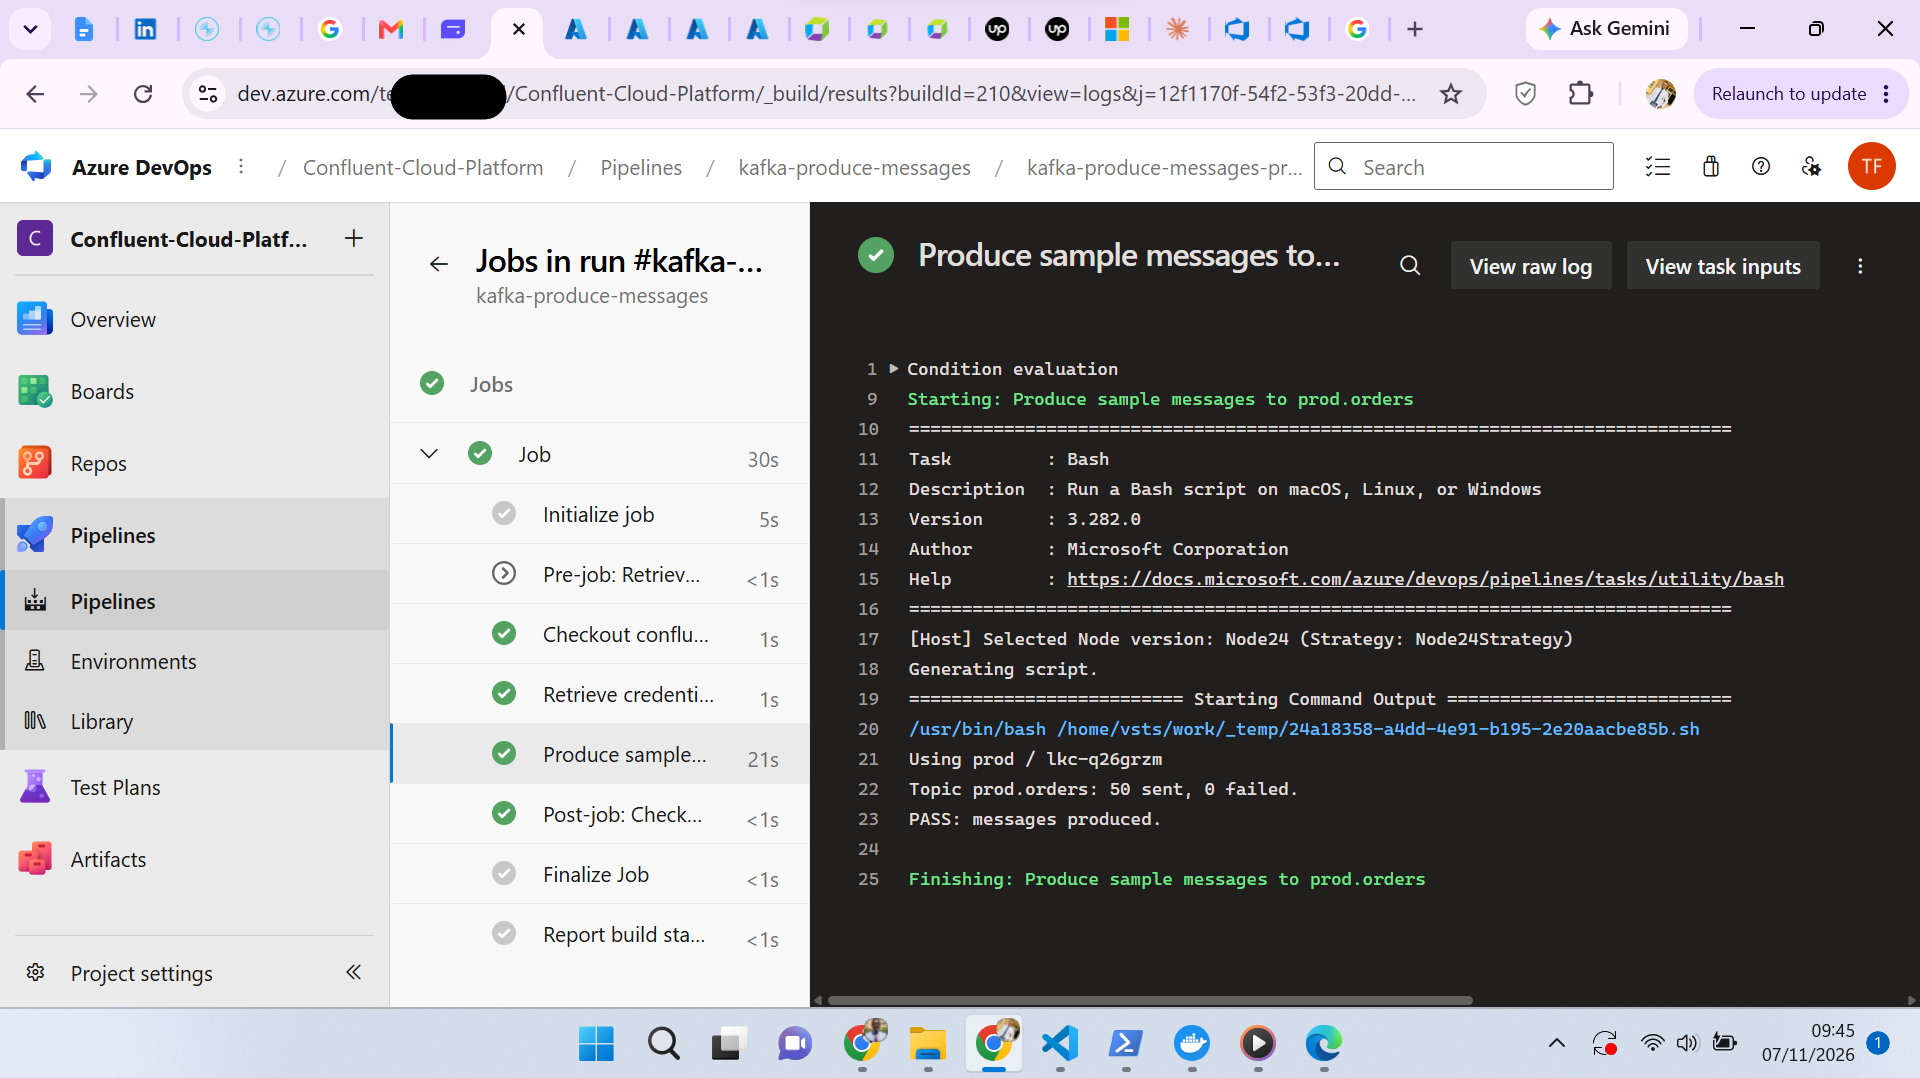 Ask Gemini
dev.azure.com/te /Confluent-Cloud-Platform/_build/results?buildId=210&view=logs&j=12f1170f-54f2-53f3-20dd-...
Relaunch to update
Azure DevOps / Confluent-Cloud-Platform / Pipelines / kafka-produce-messages / kafka-produce-messages-pr...
Search
TF
C Confluent-Cloud-Platf...
Overview
Boards
Repos
Pipelines
Pipelines
Environments
Library
Test Plans
Artifacts
Project settings
Jobs in run #kafka-...
kafka-produce-messages
Jobs
Job 30s
Initialize job 5s
Pre-job: Retriev... <1s
Checkout conflu... 1s
Retrieve credenti... 1s
Produce sample... 21s
Post-job: Check... <1s
Finalize Job <1s
Report build sta... <1s
Produce sample messages to...
View raw log
View task inputs
1 Condition evaluation
9 Starting: Produce sample messages to prod.orders
10 ==============================================================================
11 Task : Bash
12 Description : Run a Bash script on macOS, Linux, or Windows
13 Version : 3.282.0
14 Author : Microsoft Corporation
15 Help : https://docs.microsoft.com/azure/devops/pipelines/tasks/utility/bash
16 ==============================================================================
17 [Host] Selected Node version: Node24 (Strategy: Node24Strategy)
18 Generating script.
19 ========================== Starting Command Output ===========================
20 /usr/bin/bash /home/vsts/work/_temp/24a18358-a4dd-4e91-b195-2e20aacbe85b.sh
21 Using prod / lkc-q26grzm
22 Topic prod.orders: 50 sent, 0 failed.
23 PASS: messages produced.
24
25 Finishing: Produce sample messages to prod.orders
09:45
07/11/2026
1